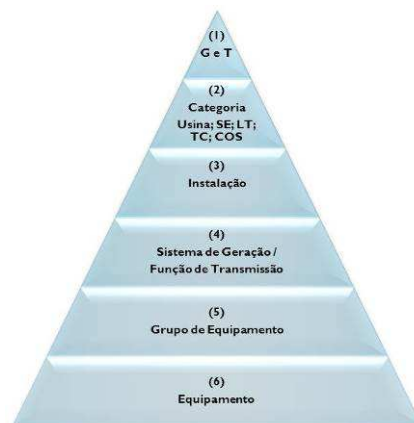 (1)
G e T
(2)
Categoria
Usina; SE; LT;
TC; COS
(3)
Instalação
(4)
Sistema de Geração /
Função de Transmissão
(5)
Grupo de Equipamento
(6)
Equipamento